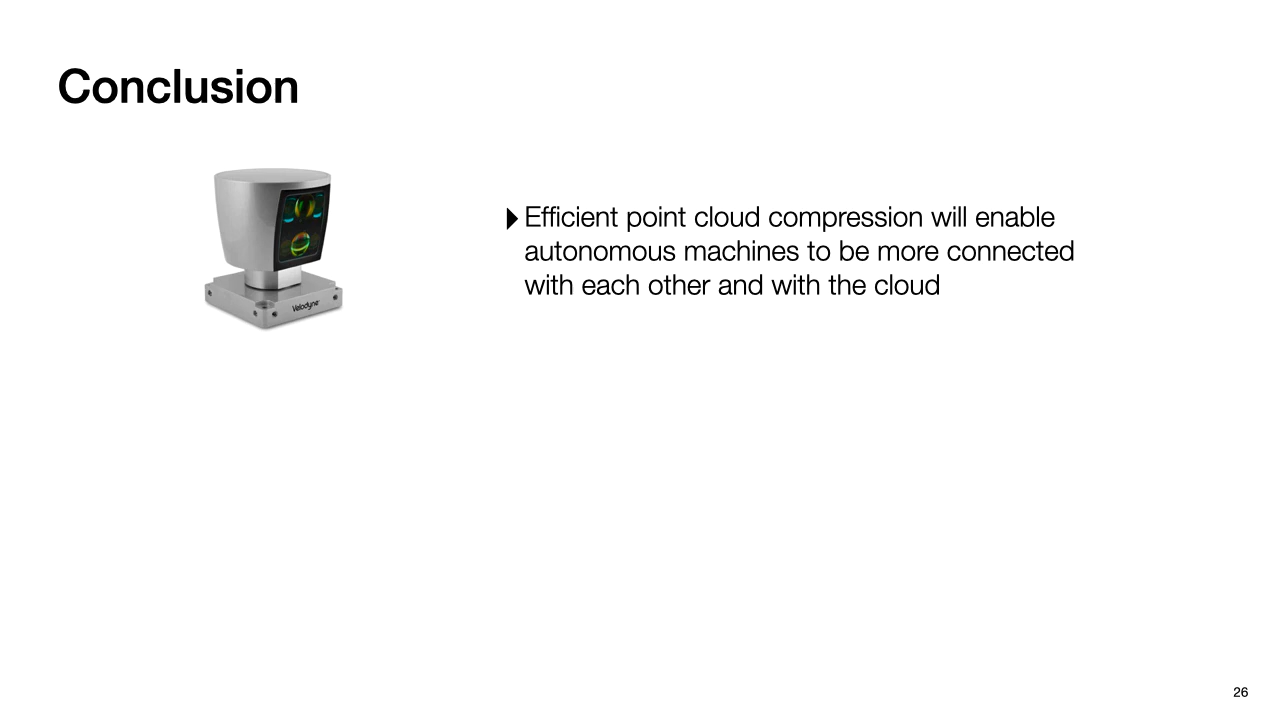 Conclusion
Efficient point cloud compression will enable
autonomous machines to be more connected
with each other and with the cloud
Velodyne
26